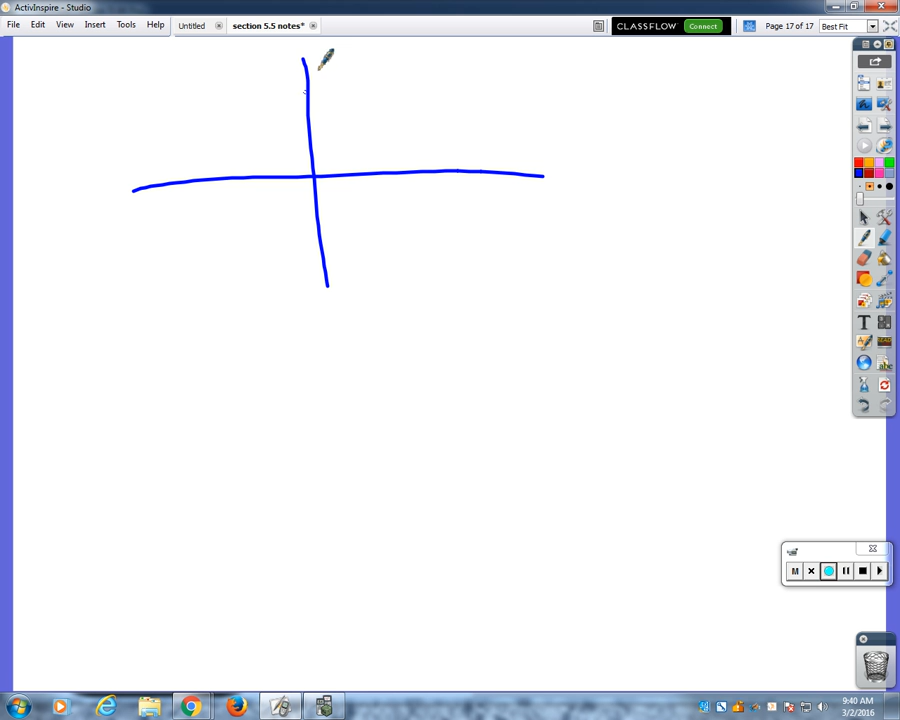 ActivInspire - Studio
File Edit View Insert Tools Help Untitled section 5.5 notes* CLASSFLOW Connect Page 17 of 17 Best Fit
T
abc
M
9:40 AM
3/2/2016